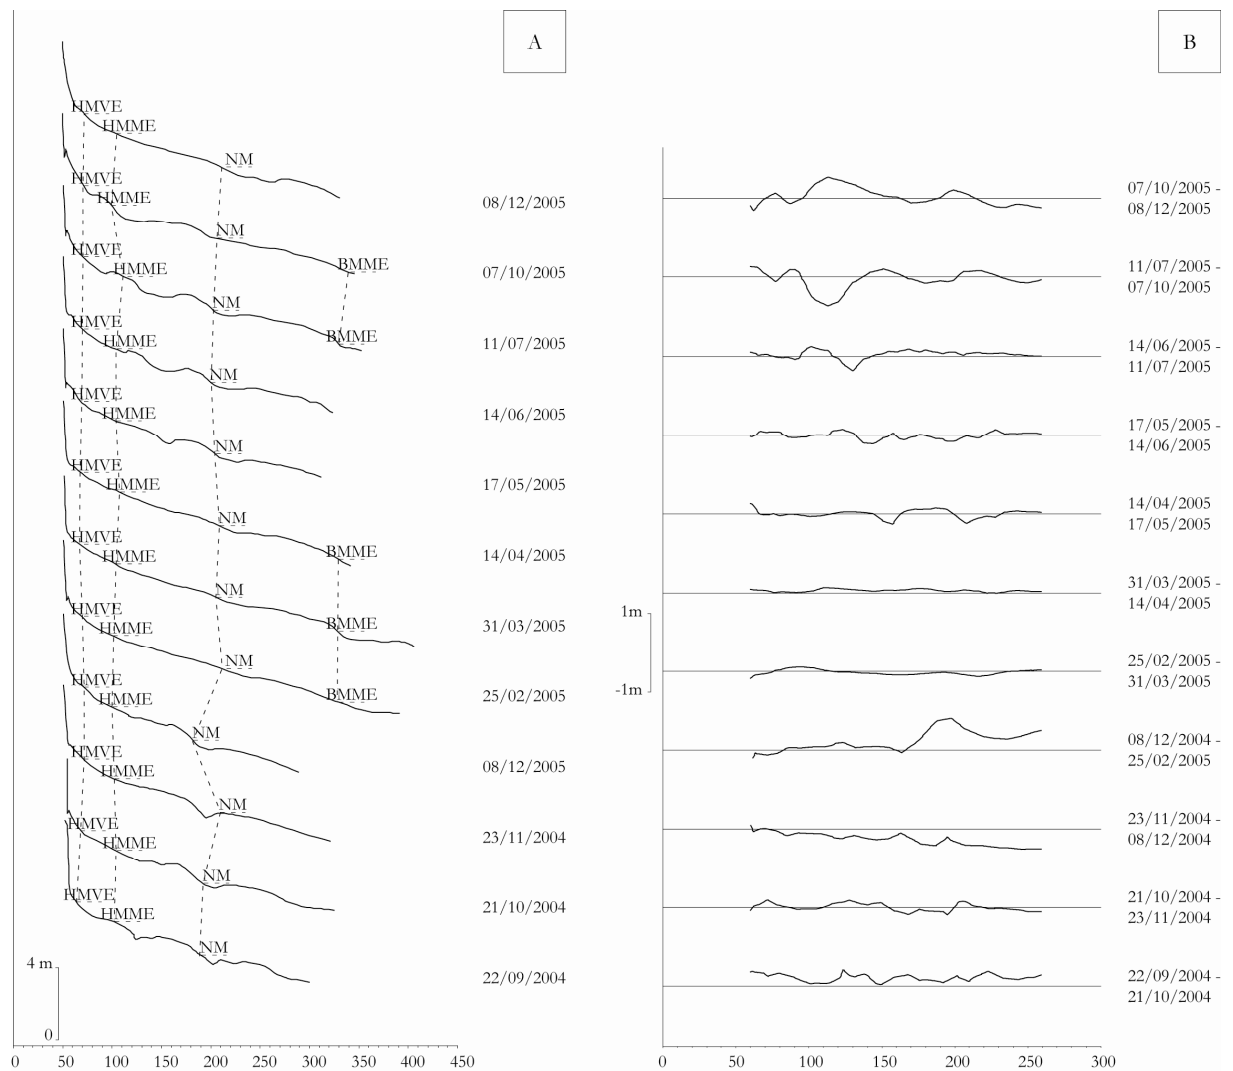 A
HMVE
HMME
NM
08/12/2005
HMVE
HMME
NM
BMME
07/10/2005
HMVE
HMME
NM
BMME
11/07/2005
HMVE
HMME
NM
14/06/2005
HMVE
HMME
NM
17/05/2005
HMVE
HMME
NM
BMME
14/04/2005
HMVE
HMME
NM
BMME
31/03/2005
HMVE
HMME
NM
BMME
25/02/2005
HMVE
HMME
NM
08/12/2005
HMVE
HMME
NM
23/11/2004
HMVE
HMME
NM
21/10/2004
HMVE
HMME
NM
22/09/2004
4 m
0
0 50 100 150 200 250 300 350 400 450
B
07/10/2005 -
08/12/2005
11/07/2005 -
07/10/2005
14/06/2005 -
11/07/2005
17/05/2005 -
14/06/2005
14/04/2005
17/05/2005
31/03/2005 -
14/04/2005
1m
-1m
25/02/2005 -
31/03/2005
08/12/2004 -
25/02/2005
23/11/2004 -
08/12/2004
21/10/2004 -
23/11/2004
22/09/2004 -
21/10/2004
0 50 100 150 200 250 300